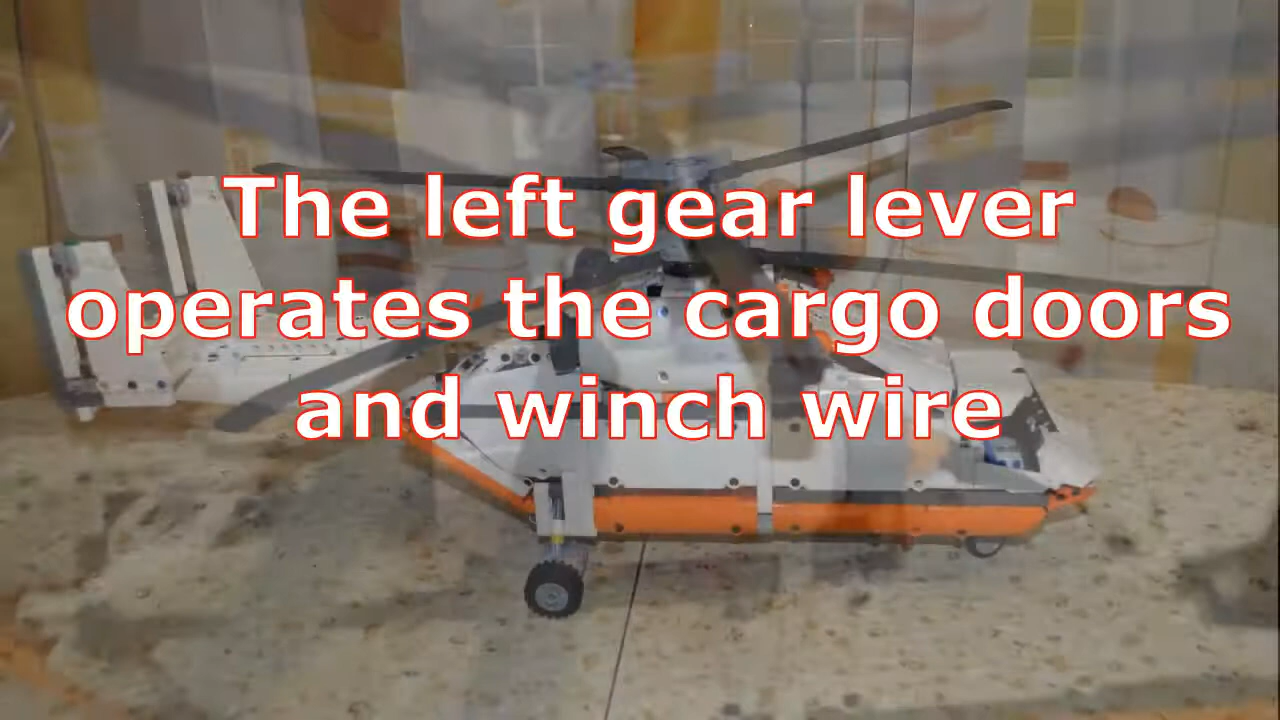 The left gear lever
operates the cargo doors
and winch wire